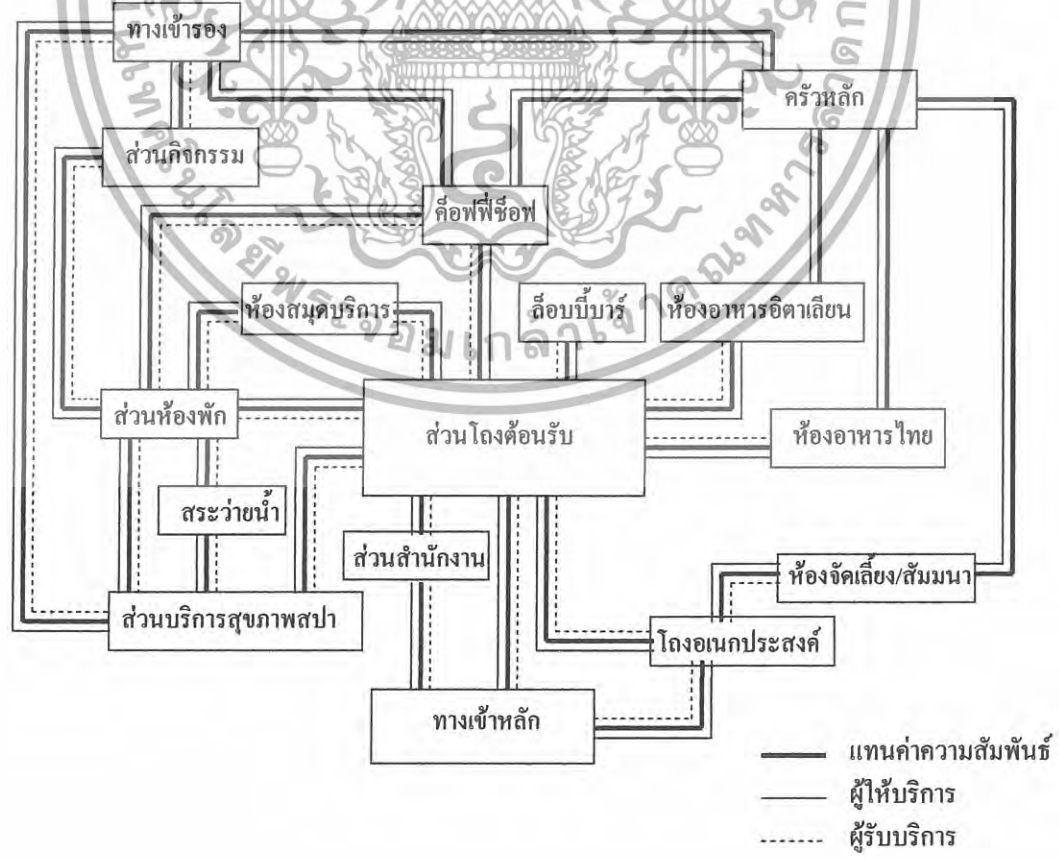 ทางเข้ารอง
ครัวหลัก
ส่วนกิจกรรม
ค็อฟฟี่ช็อฟ
ห้องสมุดบริการ
ล็อบบี้บาร์
ห้องอาหารอิตาเลียน
ส่วนห้องพัก
ส่วนโถงต้อนรับ
ห้องอาหารไทย
สระว่ายน้ำ
ส่วนสำนักงาน
ห้องจัดเลี้ยง/สัมมนา
ส่วนบริการสุขภาพสปา
โถงอเนกประสงค์
ทางเข้าหลัก
แทนค่าความสัมพันธ์
ผู้ให้บริการ
ผู้รับบริการ